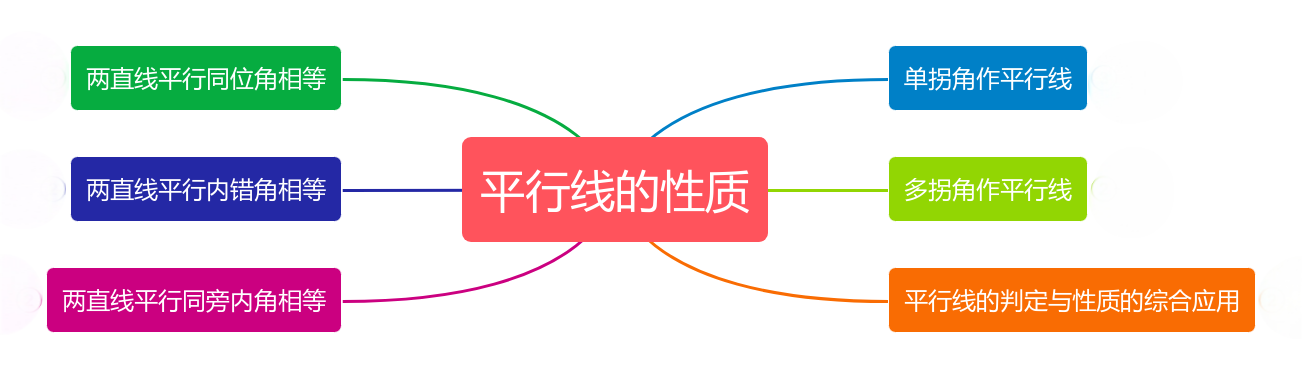 两直线平行同位角相等
两直线平行内错角相等
两直线平行同旁内角相等
平行线的性质
单拐角作平行线
多拐角作平行线
平行线的判定与性质的综合应用